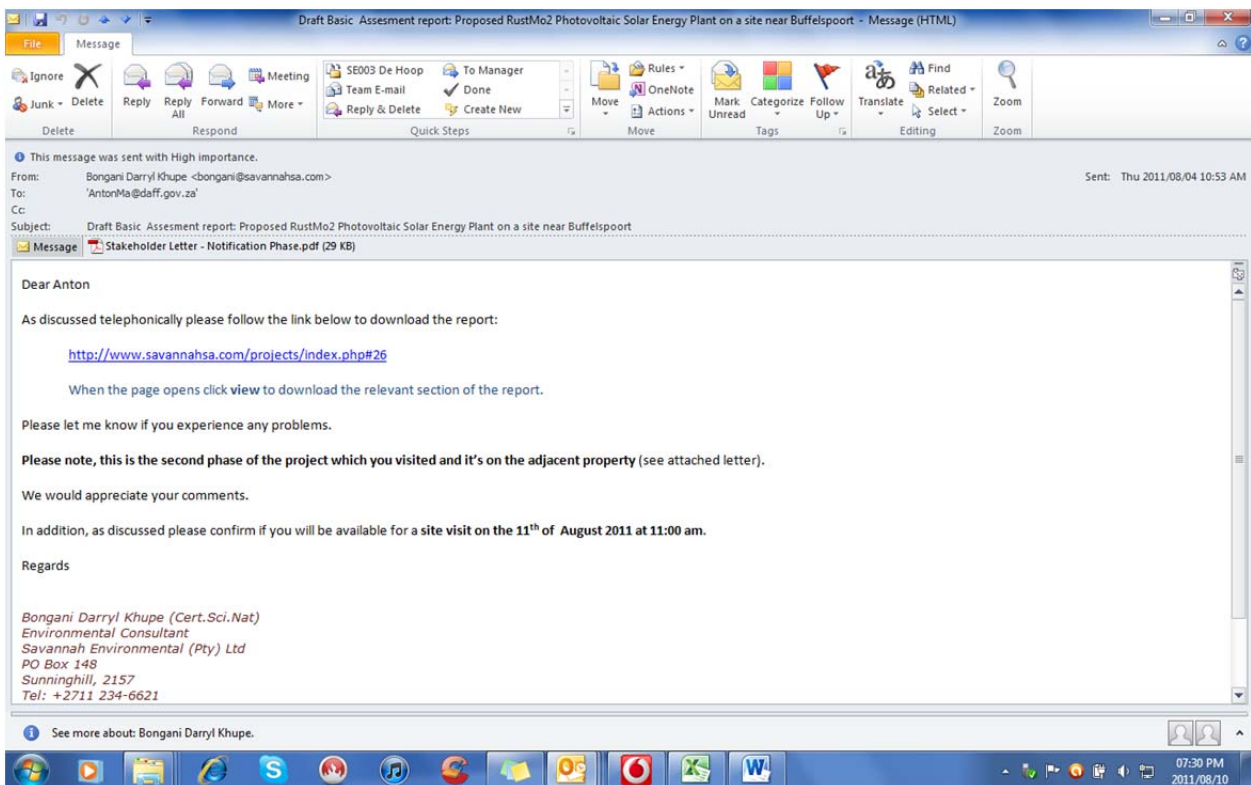 Draft Basic  Assesment report: Proposed RustMo2 Photovoltaic Solar Energy Plant on a site near Buffelspoort - Message (HTML)
File Message
Ignore
Junk
Delete
Delete
Reply
Reply All
Forward
Meeting
More
Respond
SE003 De Hoop
Team E-mail
Reply & Delete
To Manager
Done
Create New
Quick Steps
Move
Rules
OneNote
Actions
Move
Mark Unread
Categorize
Follow Up
Tags
Translate
Find
Related
Select
Editing
Zoom
Zoom
This message was sent with High importance.
From: Bongani Darryl Khupe <bongani@savannahsa.com> Sent: Thu 2011/08/04 10:53 AM
To: 'AntonMa@daff.gov.za'
Cc:
Subject: Draft Basic  Assesment report: Proposed RustMo2 Photovoltaic Solar Energy Plant on a site near Buffelspoort
Message Stakeholder Letter - Notification Phase.pdf (29 KB)
Dear Anton
As discussed telephonically please follow the link below to download the report:
http://www.savannahsa.com/projects/index.php#26
When the page opens click view to download the relevant section of the report.
Please let me know if you experience any problems.
Please note, this is the second phase of the project which you visited and it's on the adjacent property (see attached letter).
We would appreciate your comments.
In addition, as discussed please confirm if you will be available for a site visit on the 11th of  August 2011 at 11:00 am.
Regards
Bongani Darryl Khupe (Cert.Sci.Nat)
Environmental Consultant
Savannah Environmental (Pty) Ltd
PO Box 148
Sunninghill, 2157
Tel: +2711 234-6621
See more about: Bongani Darryl Khupe.
07:30 PM
2011/08/10